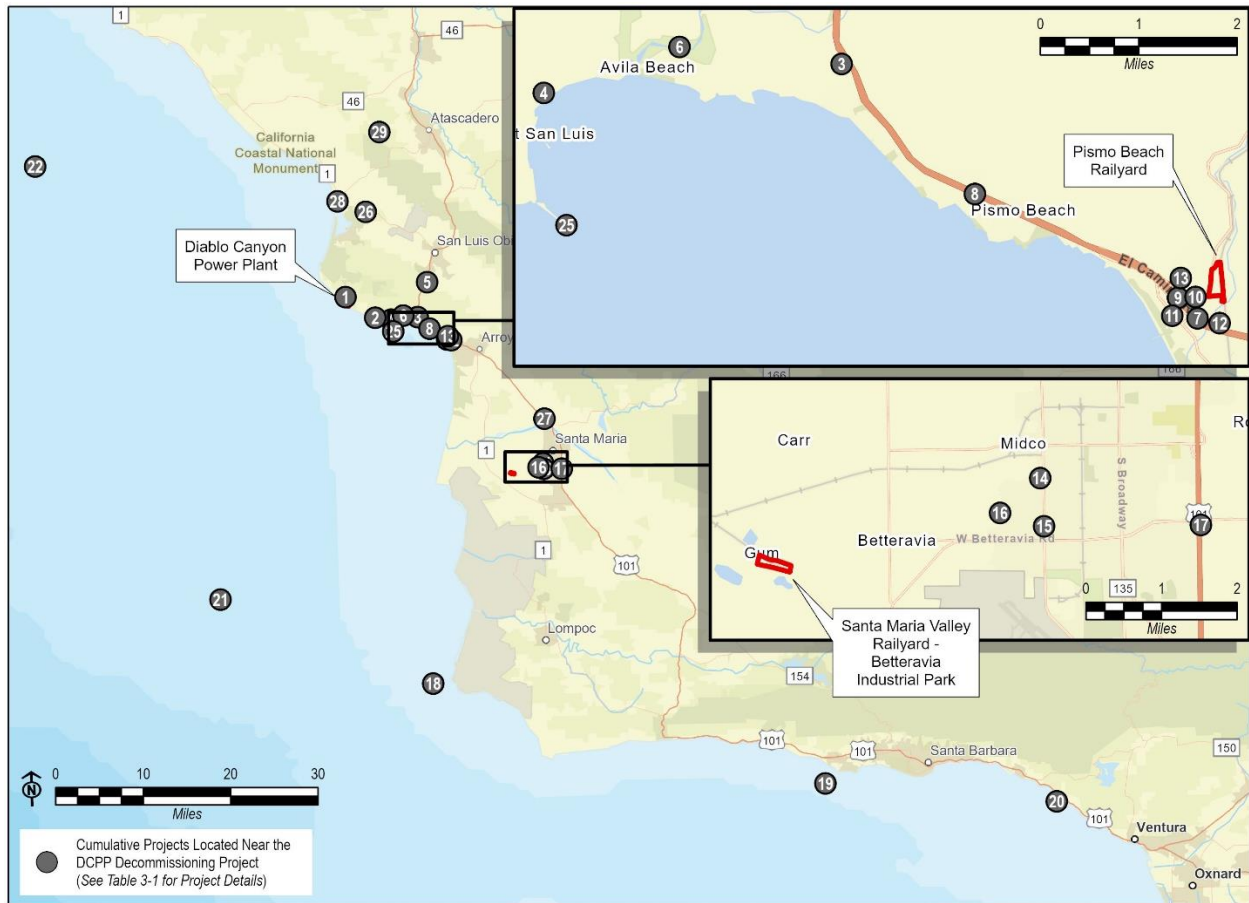 1
46
46
Atascadero
29
California
Coastal National
Monument
1
22
28
26
San Luis Ob
Diablo Canyon
Power Plant
5
1
2
6
3
25
8
13
Arroy
166
27
1
Santa Maria
16
17
1
101
21
Lompoc
18
154
101
101
Santa Barbara
150
19
20
101
Ventura
Oxnard
0
1
2
Miles
6
Avila Beach
3
4
t San Luis
Pismo Beach
Railyard
8
Pismo Beach
25
El Cami
13
9
10
11
7
12
Carr
Midco
Ro
14
S Broadway
16
101
Betteravia
15
17
W Betteravia Rd
Gum
135
0
1
2
Miles
Santa Maria Valley
Railyard -
Betteravia
Industrial Park
N
0
10
20
30
Miles
Cumulative Projects Located Near the
DCPP Decommissioning Project
(See Table 3-1 for Project Details)